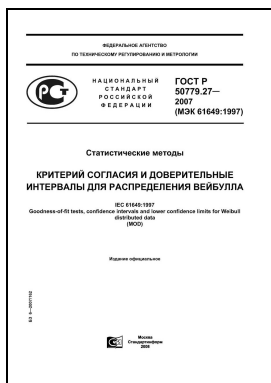 ФЕДЕРАЛЬНОЕ АГЕНТСТВО
ПО ТЕХНИЧЕСКОМУ РЕГУЛИРОВАНИЮ И МЕТРОЛОГИИ
НАЦИОНАЛЬНЫЙ
СТАНДАРТ
РОССИЙСКОЙ
ФЕДЕРАЦИИ
ГОСТ Р
50779.27—
2007
(МЭК 61649:1997)
Статистические методы
КРИТЕРИЙ СОГЛАСИЯ И ДОВЕРИТЕЛЬНЫЕ
ИНТЕРВАЛЫ ДЛЯ РАСПРЕДЕЛЕНИЯ ВЕЙБУЛЛА
IEC 61649:1997
Goodness-of-fit tests, confidence intervals and lower confidence limits for Weibull
distributed data
(MOD)
Издание официальное
Москва
Стандартинформ
2008